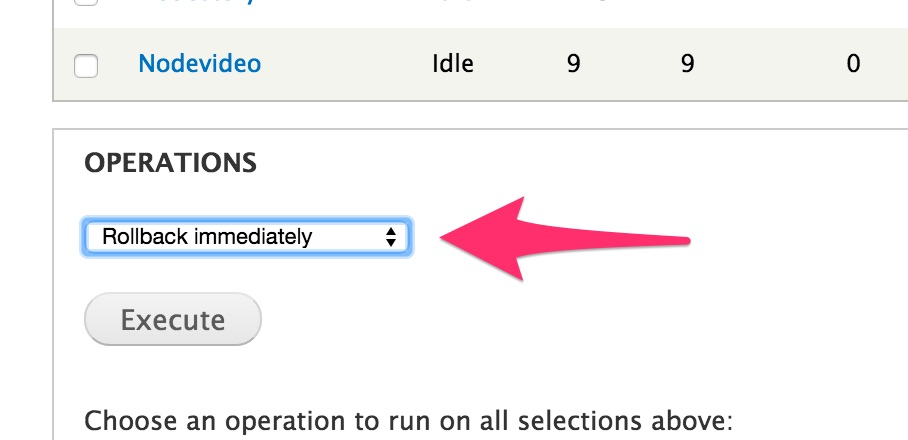 Nodevideo Idle 9 9 0
OPERATIONS
Rollback immediately
Execute
Choose an operation to run on all selections above: